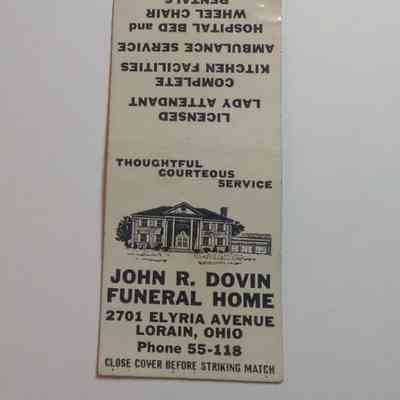 THOUGHTFUL
COURTEOUS
SERVICE
JOHN R. DOVIN
FUNERAL HOME
2701 ELYRIA AVENUE
LORAIN, OHIO
Phone 55-118
CLOSE COVER BEFORE STRIKING MATCH
LICENSED
LADY ATTENDANT
COMPLETE
KITCHEN FACILITIES
AMBULANCE SERVICE
HOSPITAL BED and
WHEEL CHAIR
RENTALS